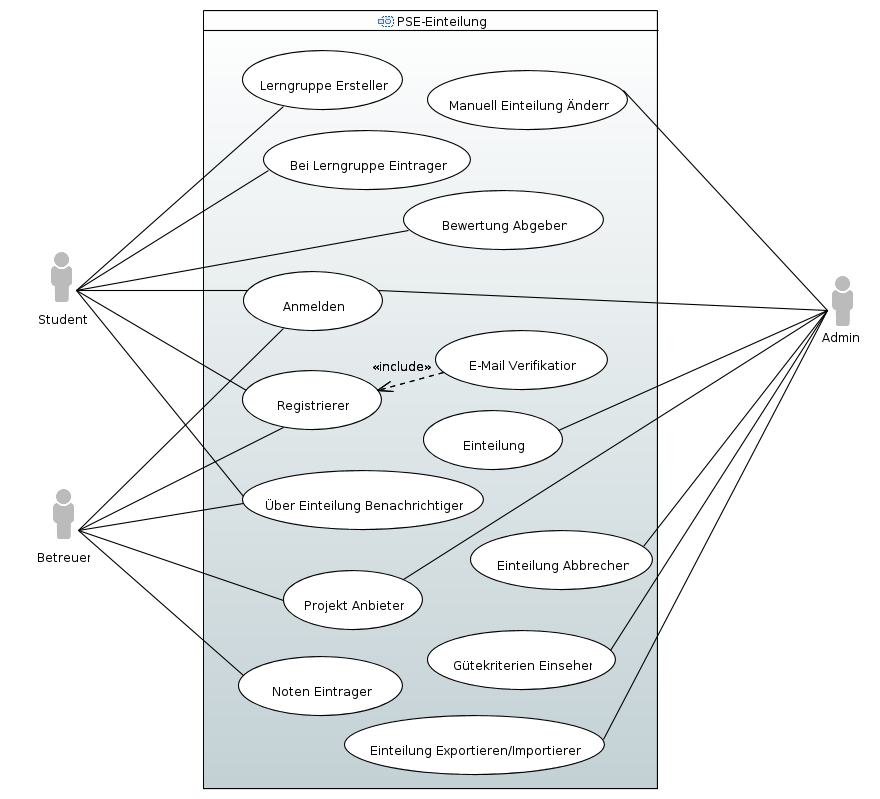 PSE-Einteilung
Lerngruppe Ersteller
Manuell Einteilung Änderr
Bei Lerngruppe Eintrager
Bewertung Abgeber
Student
Anmelden
Admin
«include»
E-Mail Verifikatior
Registrierer
Einteilung
Über Einteilung Benachrichtiger
Betreuer
Einteilung Abbrecher
Projekt Anbieter
Gütekriterien Einseher
Noten Eintrager
Einteilung Exportieren/Importierer